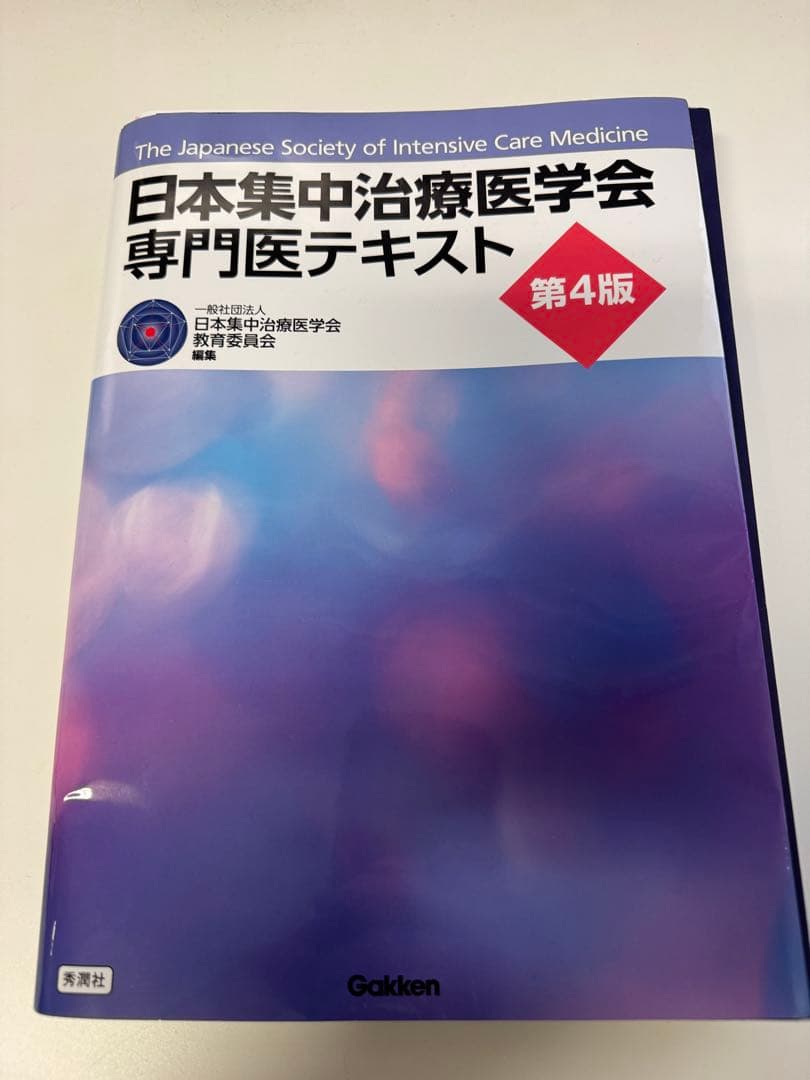 The Japanese Society of Intensive Care Medicine
日本集中治療医学会
専門医テキスト
第4版
一般社団法人
日本集中治療医学会
教育委員会
編集
秀潤社
Gakken